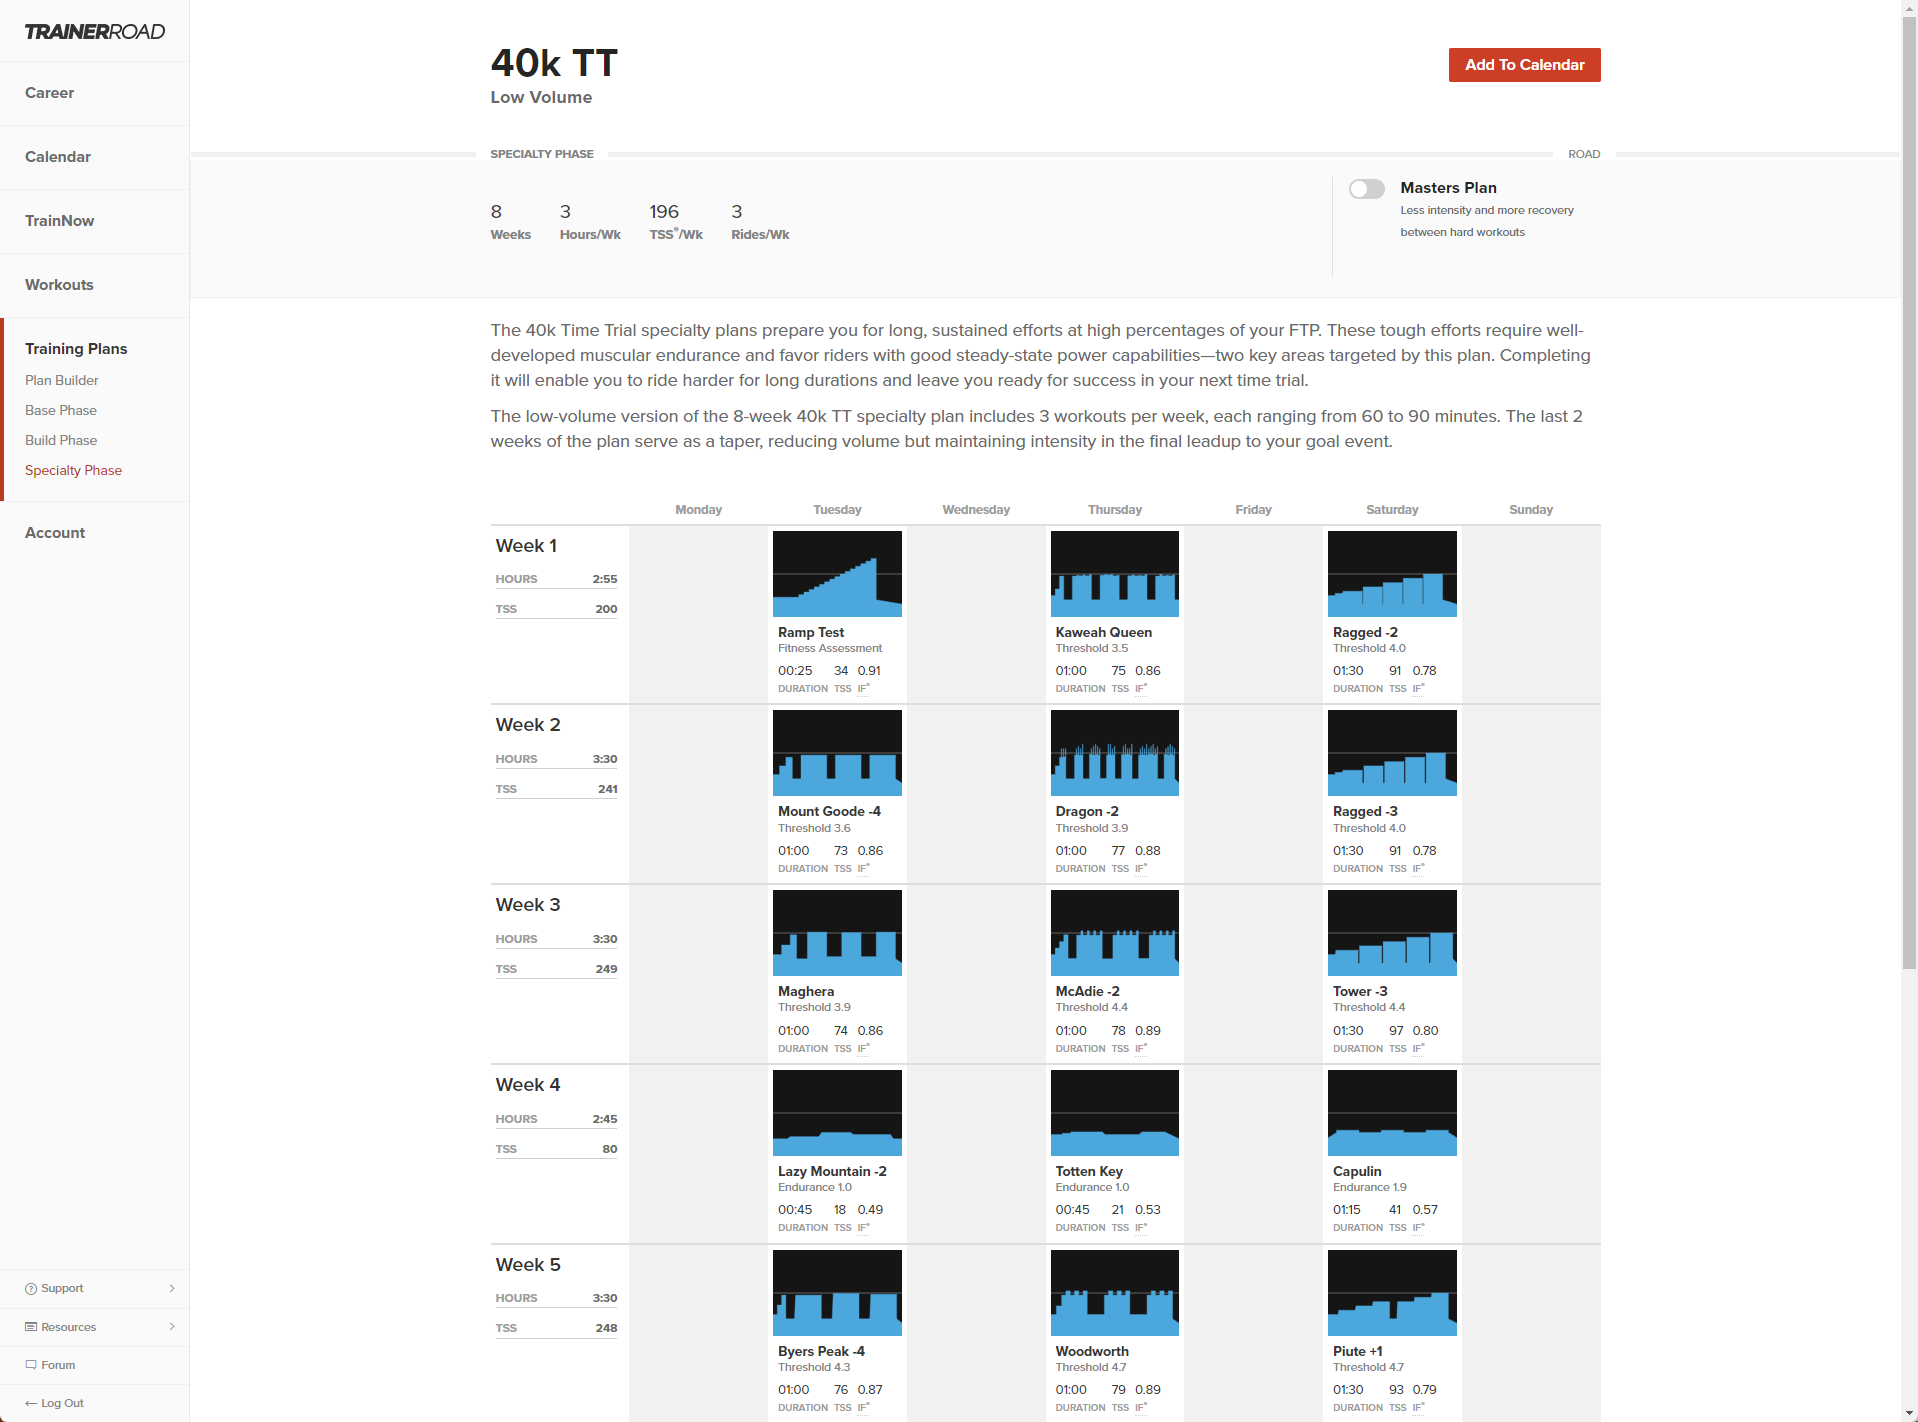 TRAINERROAD
Career
Calendar
TrainNow
Workouts
Training Plans
Plan Builder
Base Phase
Build Phase
Specialty Phase
Account
Support
Resources
Forum
Log Out
40k TT
Low Volume
Add To Calendar
SPECIALTY PHASE
ROAD
8 3 196 3
Weeks Hours/Wk TSS®/Wk Rides/Wk
Masters Plan
Less intensity and more recovery
between hard workouts
The 40k Time Trial specialty plans prepare you for long, sustained efforts at high percentages of your FTP. These tough efforts require well-
developed muscular endurance and favor riders with good steady-state power capabilities—two key areas targeted by this plan. Completing
it will enable you to ride harder for long durations and leave you ready for success in your next time trial.
The low-volume version of the 8-week 40k TT specialty plan includes 3 workouts per week, each ranging from 60 to 90 minutes. The last 2
weeks of the plan serve as a taper, reducing volume but maintaining intensity in the final leadup to your goal event.
Monday Tuesday Wednesday Thursday Friday Saturday Sunday
Week 1
HOURS 2:55
TSS 200
Ramp Test
Fitness Assessment
00:25 34 0.91
DURATION TSS IF®
Kaweah Queen
Threshold 3.5
01:00 75 0.86
DURATION TSS IF®
Ragged -2
Threshold 4.0
01:30 91 0.78
DURATION TSS IF®
Week 2
HOURS 3:30
TSS 241
Mount Goode -4
Threshold 3.6
01:00 73 0.86
DURATION TSS IF®
Dragon -2
Threshold 3.9
01:00 77 0.88
DURATION TSS IF®
Ragged -3
Threshold 4.0
01:30 91 0.78
DURATION TSS IF®
Week 3
HOURS 3:30
TSS 249
Maghera
Threshold 3.9
01:00 74 0.86
DURATION TSS IF®
McAdie -2
Threshold 4.4
01:00 78 0.89
DURATION TSS IF®
Tower -3
Threshold 4.4
01:30 97 0.80
DURATION TSS IF®
Week 4
HOURS 2:45
TSS 80
Lazy Mountain -2
Endurance 1.0
00:45 18 0.49
DURATION TSS IF®
Totten Key
Endurance 1.0
00:45 21 0.53
DURATION TSS IF®
Capulin
Endurance 1.9
01:15 41 0.57
DURATION TSS IF®
Week 5
HOURS 3:30
TSS 248
Byers Peak -4
Threshold 4.3
01:00 76 0.87
DURATION TSS IF®
Woodworth
Threshold 4.7
01:00 79 0.89
DURATION TSS IF®
Piute +1
Threshold 4.7
01:30 93 0.79
DURATION TSS IF®